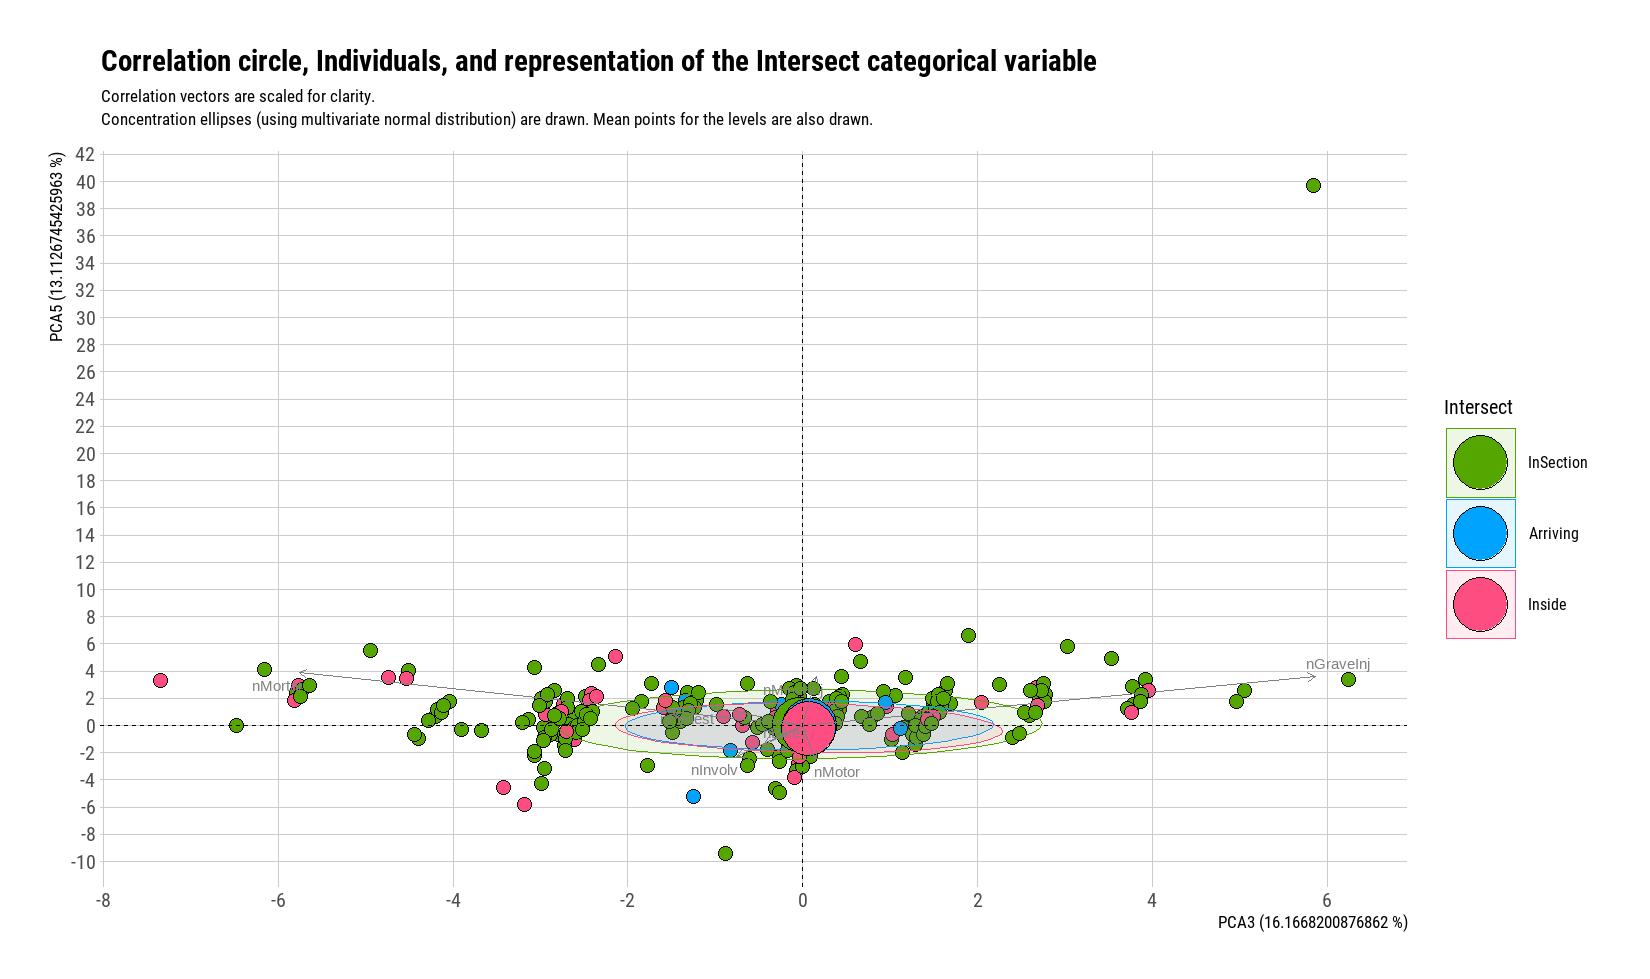 Correlation circle, Individuals, and representation of the Intersect categorical variable
Correlation vectors are scaled for clarity.
Concentration ellipses (using multivariate normal distribution) are drawn. Mean points for the levels are also drawn.
PCA5 (13.1126745425963 %)
42
40
38
36
34
32
30
28
26
24
22
20
18
16
14
12
10
8
6
4
2
0
-2
-4
-6
-8
-10
nGraveInj
nInvolv
nMotor
-8
-6
-4
-2
0
2
4
6
PCA3 (16.1668200876862 %)
Intersect
InSection
Arriving
Inside